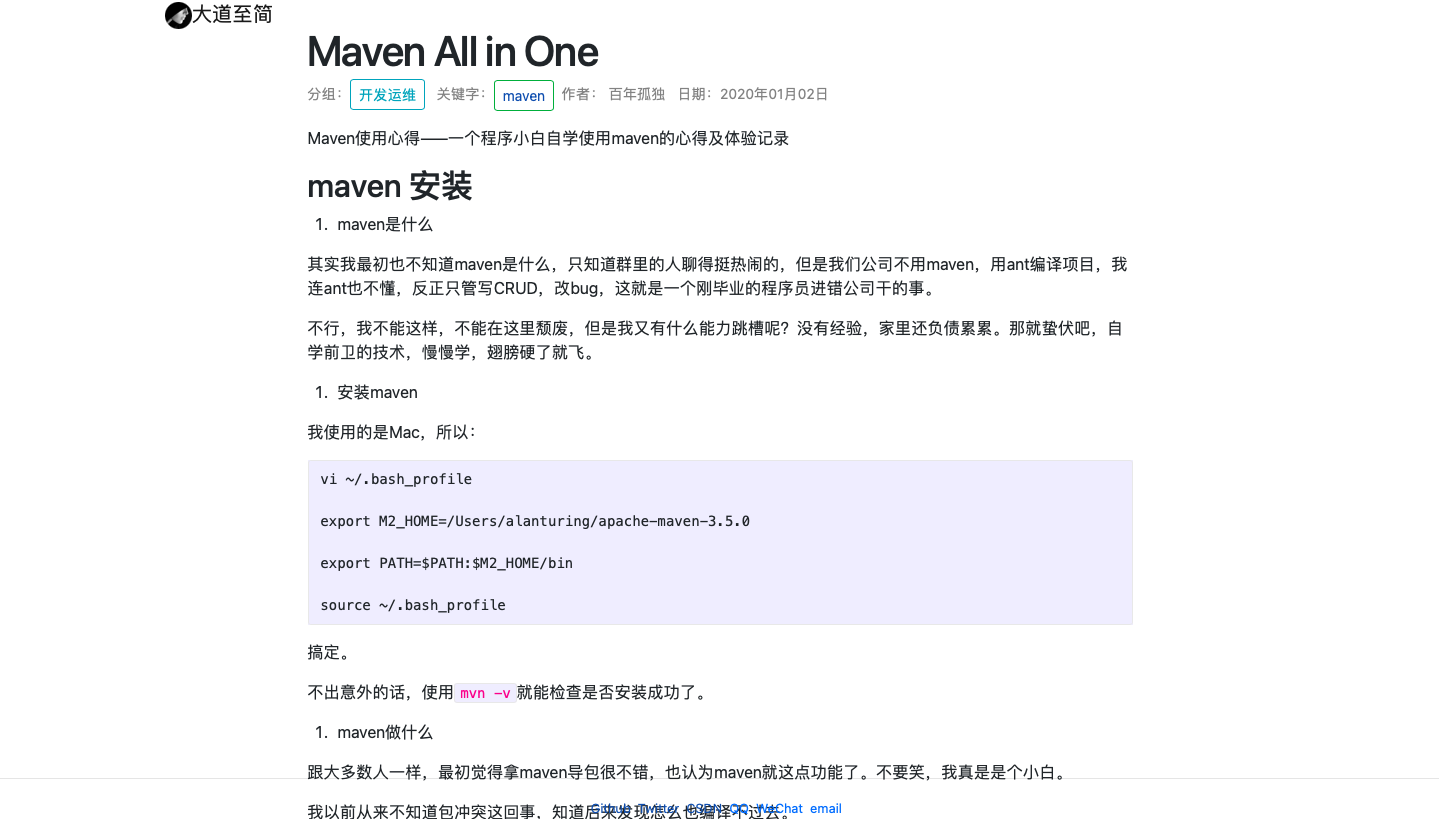 大道至简
Maven All in One
分组： 开发运维 关键字： maven 作者： 百年孤独 日期：2020年01月02日
Maven使用心得——一个程序小白自学使用maven的心得及体验记录
maven 安装
1. maven是什么
其实我最初也不知道maven是什么，只知道群里的人聊得挺热闹的，但是我们公司不用maven，用ant编译项目，我
连ant也不懂，反正只管写CRUD，改bug，这就是一个刚毕业的程序员进错公司干的事。
不行，我不能这样，不能在这里颓废，但是我又有什么能力跳槽呢？没有经验，家里还负债累累。那就蛰伏吧，自
学前卫的技术，慢慢学，翅膀硬了就飞。
1. 安装maven
我使用的是Mac，所以：
vi ~/.bash_profile
export M2_HOME=/Users/alanturing/apache-maven-3.5.0
export PATH=$PATH:$M2_HOME/bin
source ~/.bash_profile
搞定。
不出意外的话，使用mvn -v就能检查是否安装成功了。
1. maven做什么
跟大多数人一样，最初觉得拿maven导包很不错，也认为maven就这点功能了。不要笑，我真是是个小白。
我以前从来不知道包冲突这回事，知道后来发现怎么也编译不过去。
Github Twitter CSDN QQ WeChat email